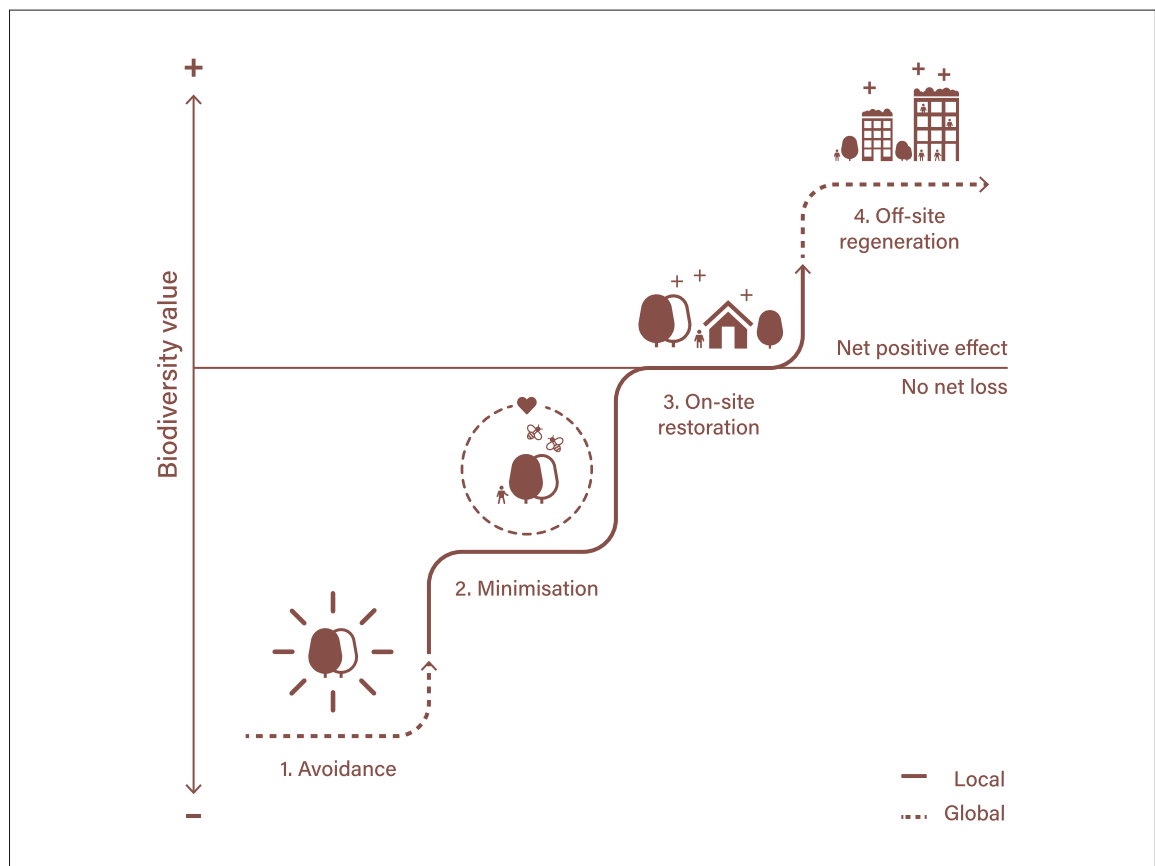 +
Biodiversity value
4. Off-site
regeneration
Net positive effect
No net loss
3. On-site
restoration
2. Minimisation
1. Avoidance
Local
Global
−